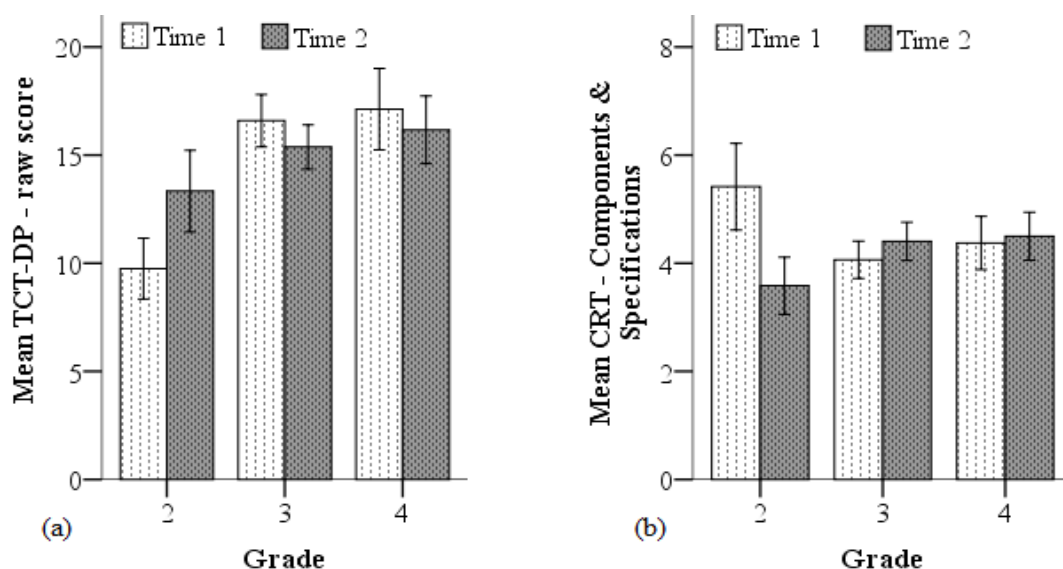 Mean TCT-DP - raw score
20
15
10
5
0
Time 1 Time 2
2 3 4
(a)
Grade
Mean CRT - Components &
Specifications
8
6
4
2
0
Time 1 Time 2
2 3 4
(b)
Grade